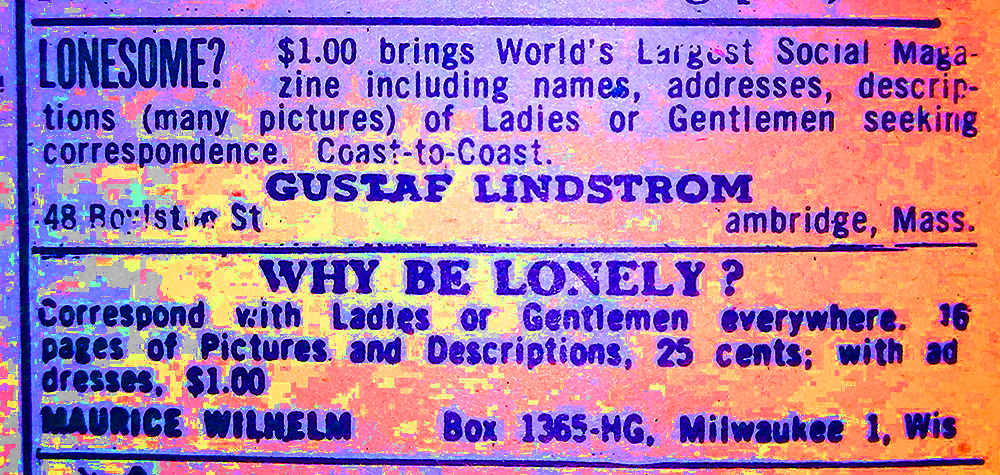 LONESOME? $1.00 brings World's Largest Social Maga-
zine including names, addresses, descrip-
tions (many pictures) of Ladies or Gentlemen seeking
correspondence. Coast-to-Coast.
GUSTAF LINDSTROM
48 Boylston St ambridge, Mass.
WHY BE LONELY?
Correspond with Ladies or Gentlemen everywhere. 16
pages of Pictures and Descriptions, 25 cents; with ad
dresses, $1.00
MAURICE WILHELM Box 1365-HG, Milwaukee 1, Wis